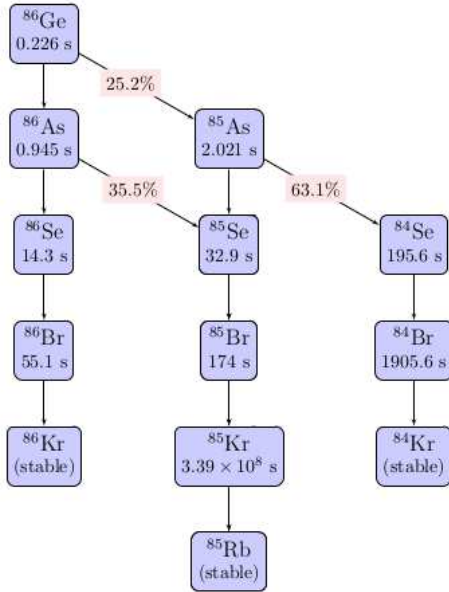 ⁸⁶Ge
0.226 s
25.2%
⁸⁶As
0.945 s
⁸⁵As
2.021 s
35.5%
63.1%
⁸⁶Se
14.3 s
⁸⁵Se
32.9 s
⁸⁴Se
195.6 s
⁸⁶Br
55.1 s
⁸⁵Br
174 s
⁸⁴Br
1905.6 s
⁸⁶Kr
(stable)
⁸⁵Kr
3.39 × 10⁸ s
⁸⁴Kr
(stable)
⁸⁵Rb
(stable)